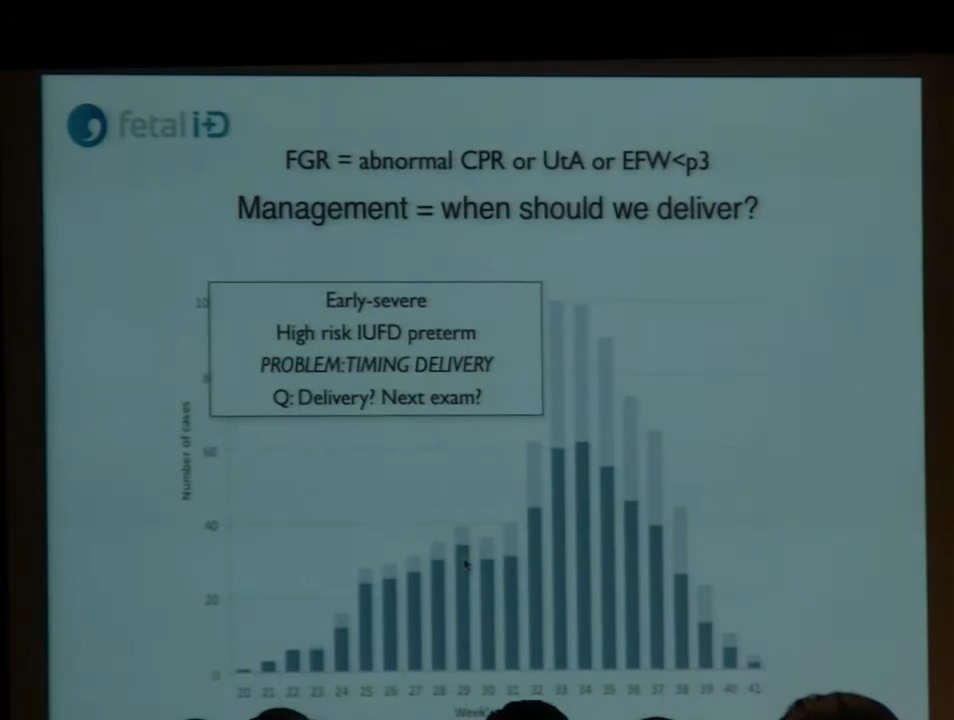 fetal i+D
FGR = abnormal CPR or UtA or EFW<p3
Management = when should we deliver?
Early-severe
High risk IUFD preterm
PROBLEM:TIMING DELIVERY
Q: Delivery? Next exam?
Number of cases
10
8
60
40
20
0
20 21 22 23 24 25 26 27 28 29 30 31 32 33 34 35 36 37 38 39 40 41